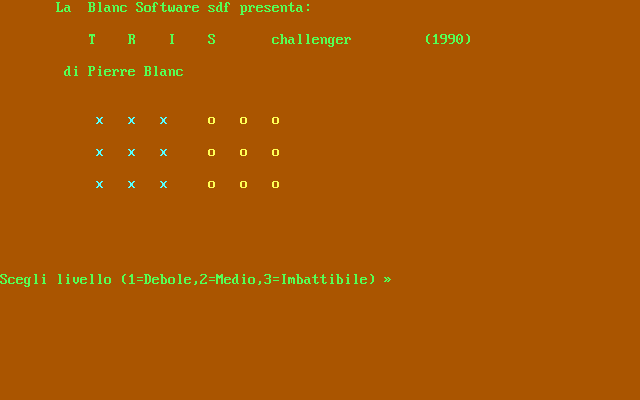 La  Blanc Software sdf presenta:
T   R   I   S      challenger        (1990)
di Pierre Blanc
x   x   x    o   o   o
x   x   x    o   o   o
x   x   x    o   o   o
Scegli livello (1=Debole,2=Medio,3=Imbattibile) »